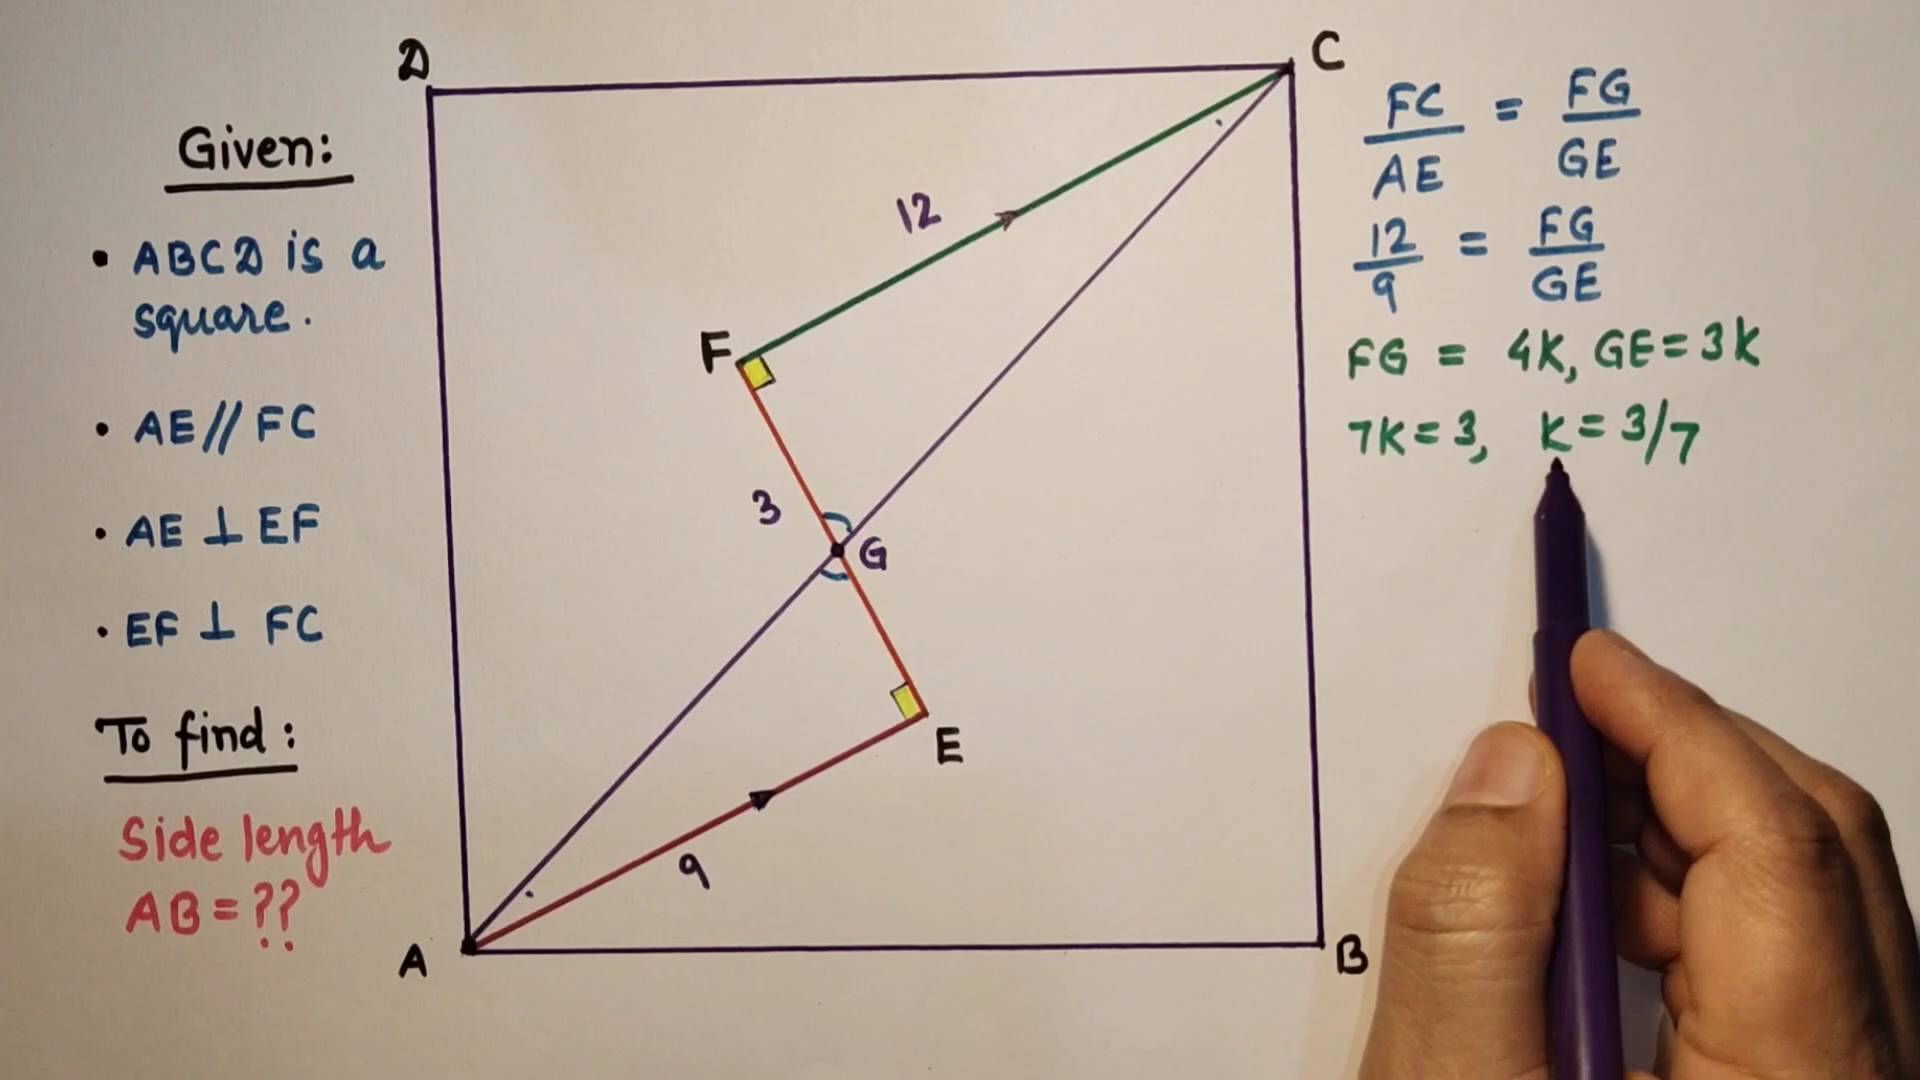 Given:
• ABCD is a
square.
• AE // FC
• AE ⊥ EF
• EF ⊥ FC
To find:
Side length
AB = ??
D
C
12
F
3
G
E
9
A
B
FC/AE = FG/GE
12/9 = FG/GE
FG = 4K, GE = 3K
7K = 3, K = 3/7